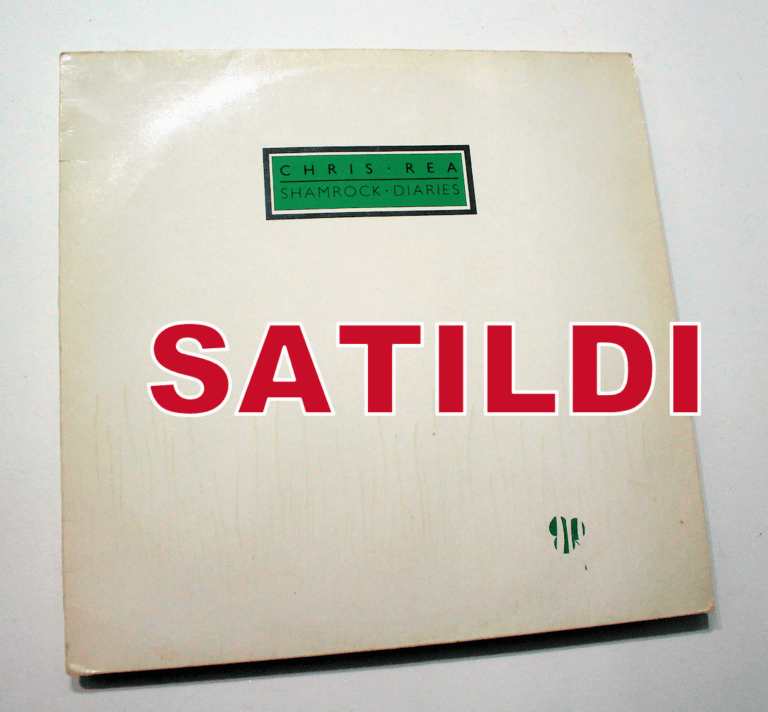 CHRIS · REA
SHAMROCK · DIARIES
SATILDI